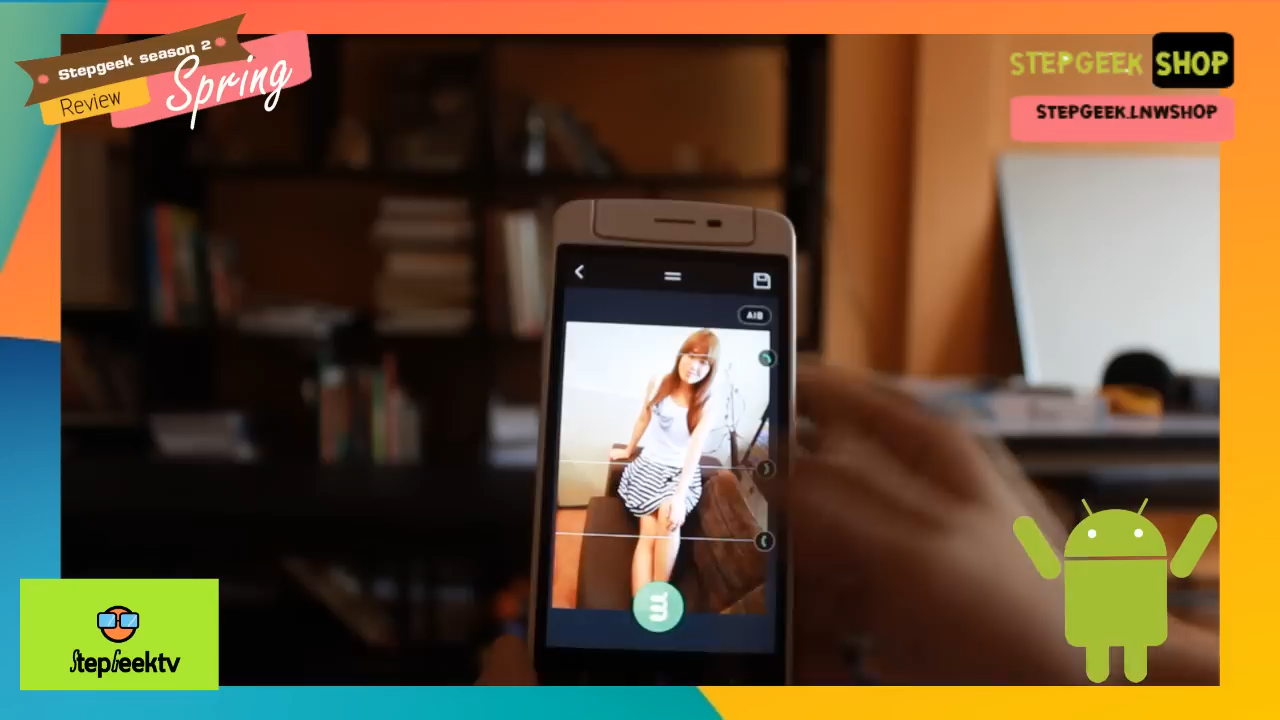 Stepgeek season 2
Review
Spring
STEPGEEK SHOP
STEPGEEK.LNWSHOP
A|B
StepGeektv